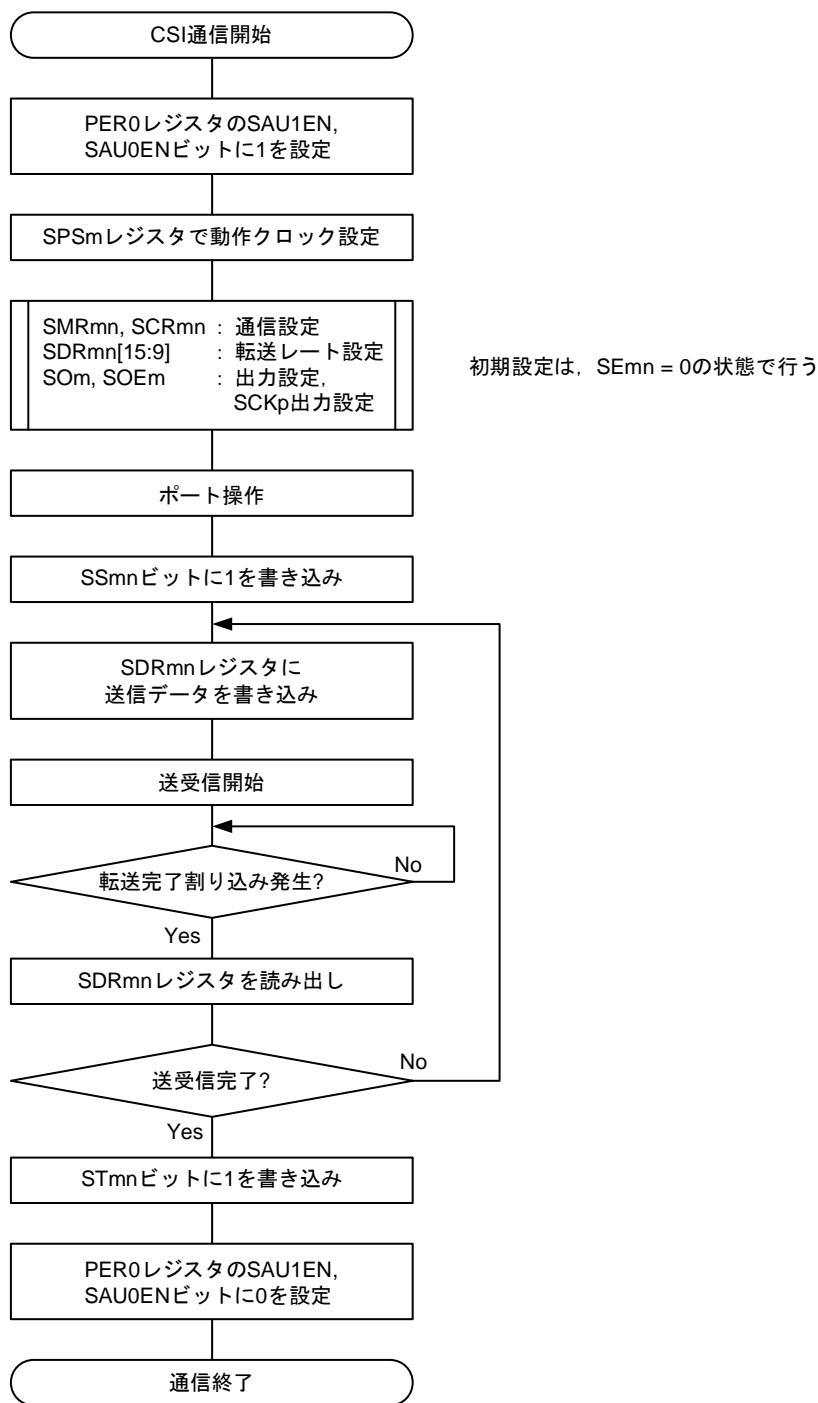 CSI通信開始
PER0レジスタのSAU1EN,
SAU0ENビットに1を設定
SPSmレジスタで動作クロック設定
SMRmn, SCRmn : 通信設定
SDRmn[15:9] : 転送レート設定
SOm, SOEm : 出力設定,
SCKp出力設定
初期設定は, SEmn = 0の状態で行う
ポート操作
SSmnビットに1を書き込み
SDRmnレジスタに
送信データを書き込み
送受信開始
転送完了割り込み発生?
No
Yes
SDRmnレジスタを読み出し
送受信完了?
No
Yes
STmnビットに1を書き込み
PER0レジスタのSAU1EN,
SAU0ENビットに0を設定
通信終了